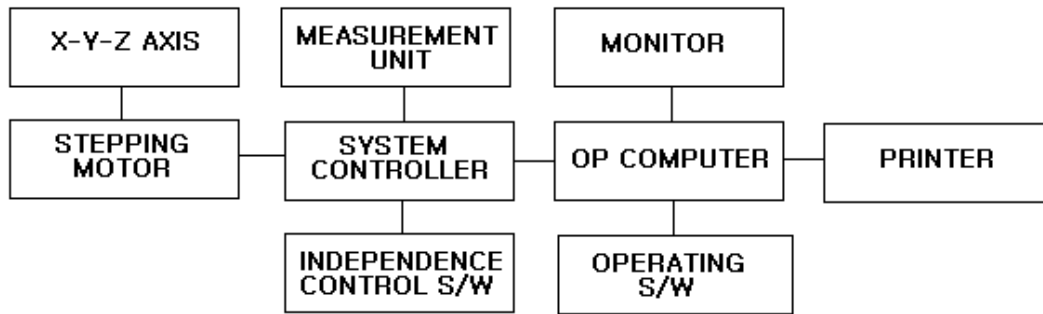 X-Y-Z AXIS
MEASUREMENT
UNIT
MONITOR
STEPPING
MOTOR
SYSTEM
CONTROLLER
OP COMPUTER
PRINTER
INDEPENDENCE
CONTROL S/W
OPERATING
S/W